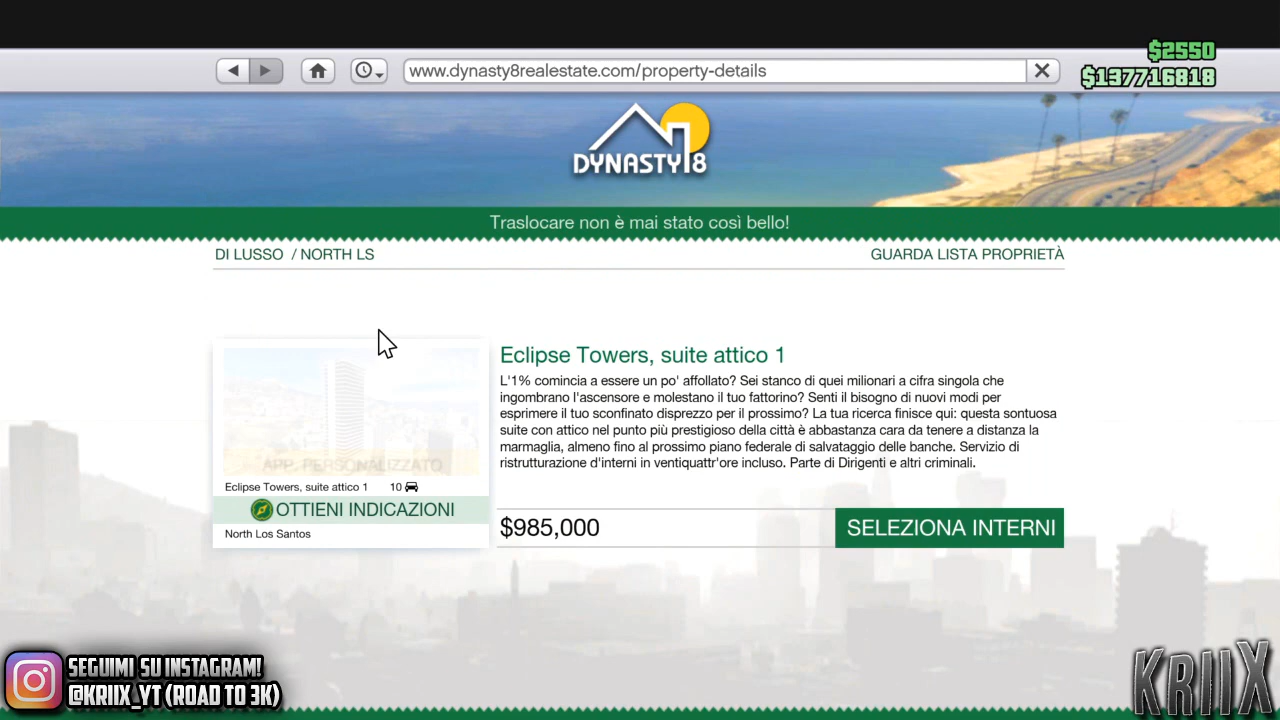 $2550
www.dynasty8realestate.com/property-details
$137716818
DYNASTY8
Traslocare non è mai stato così bello!
DI LUSSO / NORTH LS
GUARDA LISTA PROPRIETÀ
Eclipse Towers, suite attico 1
L'1% comincia a essere un po' affollato? Sei stanco di quei milionari a cifra singola che
ingombrano l'ascensore e molestano il tuo fattorino? Senti il bisogno di nuovi modi per
esprimere il tuo sconfinato disprezzo per il prossimo? La tua ricerca finisce qui: questa sontuosa
suite con attico nel punto più prestigioso della città è abbastanza cara da tenere a distanza la
marmaglia, almeno fino al prossimo piano federale di salvataggio delle banche. Servizio di
ristrutturazione d'interni in ventiquattr'ore incluso. Parte di Dirigenti e altri criminali.
APP. PERSONALIZZATO
Eclipse Towers, suite attico 1 10
OTTIENI INDICAZIONI
North Los Santos
$985,000
SELEZIONA INTERNI
SEGUIMI SU INSTAGRAM!
@KRIIX_YT (ROAD TO 3K)
KRIIX